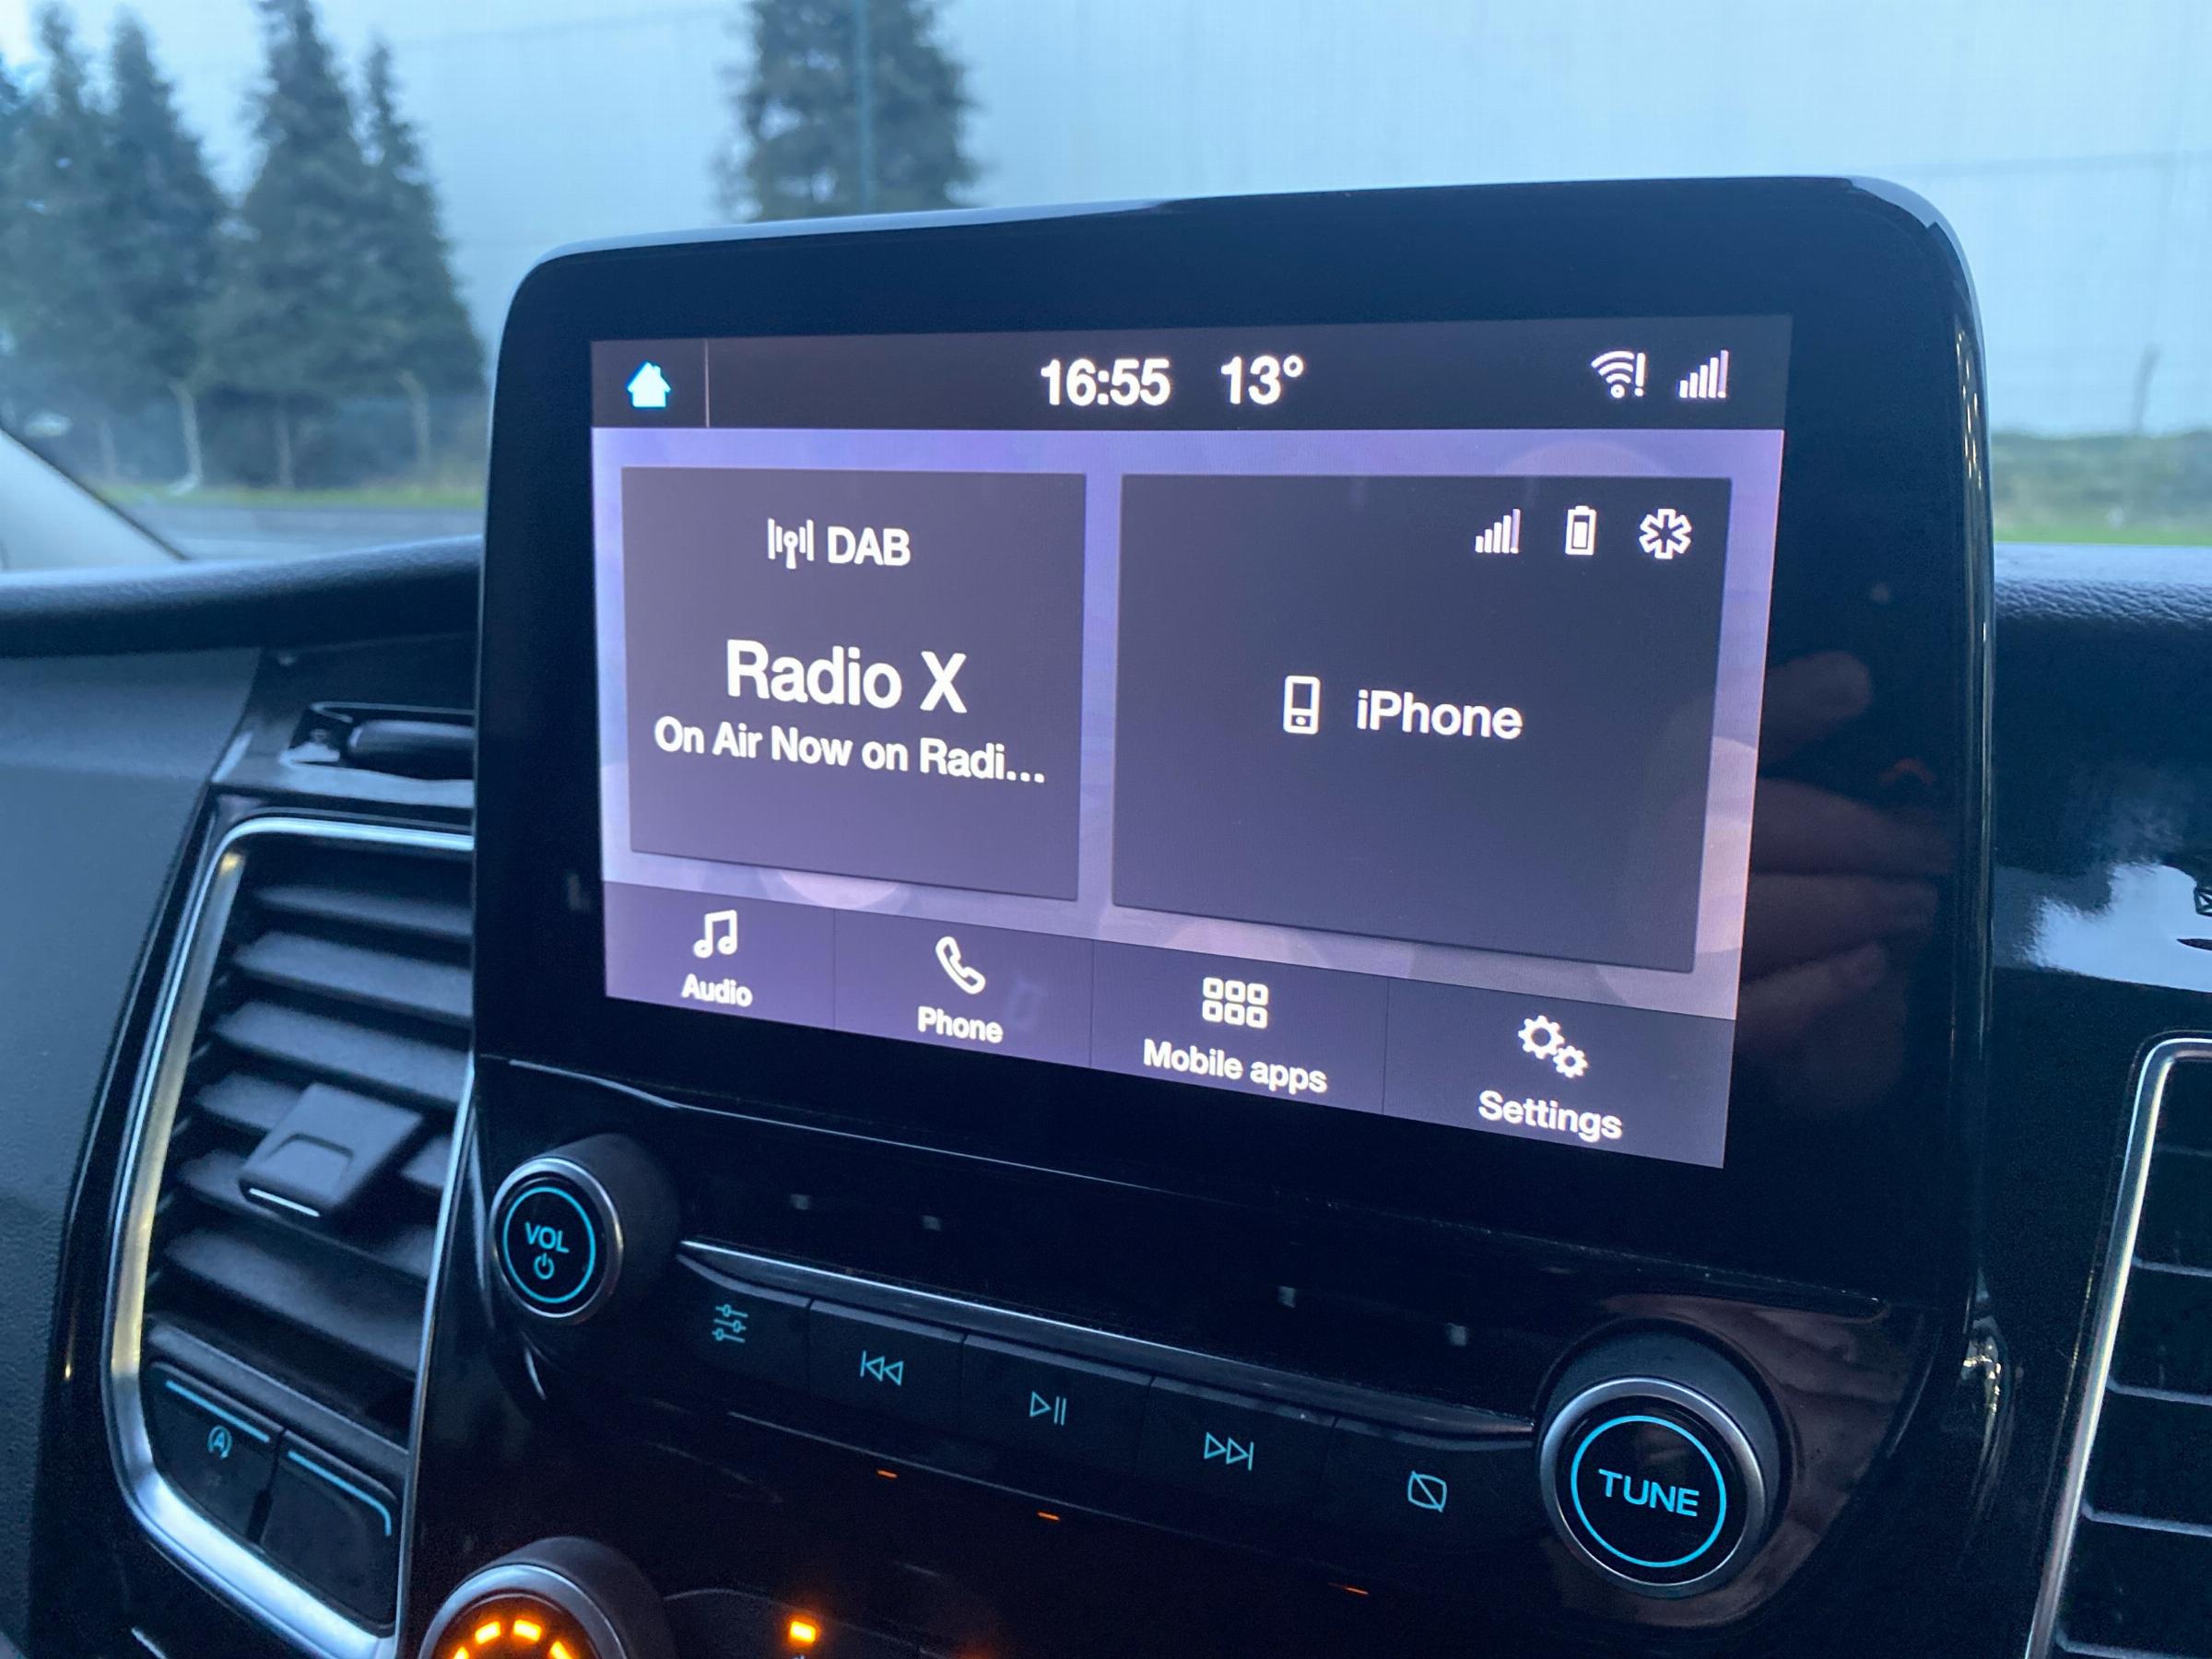 16:55 13°
DAB
Radio X
On Air Now on Radi...
iPhone
Audio
Phone
Mobile apps
Settings
VOL
TUNE
A